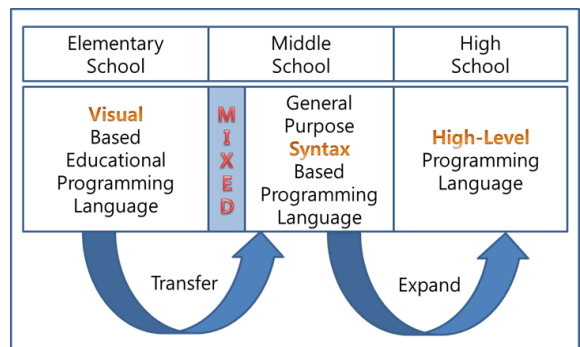 Elementary
School
Middle
School
High
School
Visual
Based
Educational
Programming
Language
MIXED
General
Purpose
Syntax
Based
Programming
Language
High-Level
Programming
Language
Transfer
Expand